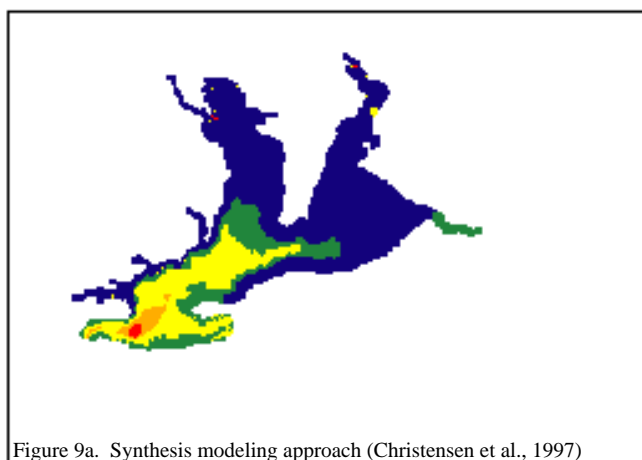 Figure 9a. Synthesis modeling approach (Christensen et al., 1997)